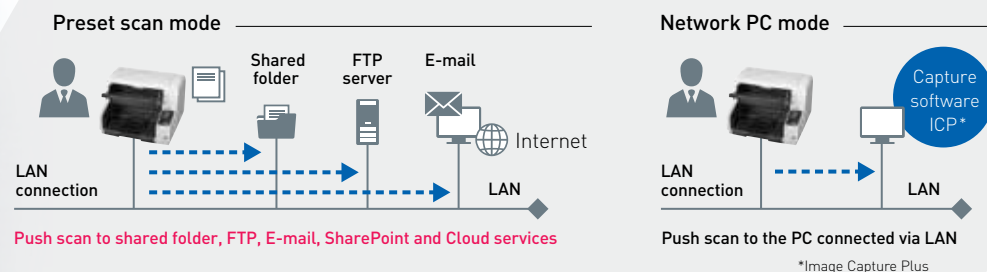 Preset scan mode
Shared
folder
FTP
server
E-mail
Internet
LAN
connection
LAN
Push scan to shared folder, FTP, E-mail, SharePoint and Cloud services
Network PC mode
Capture
software
ICP*
LAN
connection
LAN
Push scan to the PC connected via LAN
*Image Capture Plus